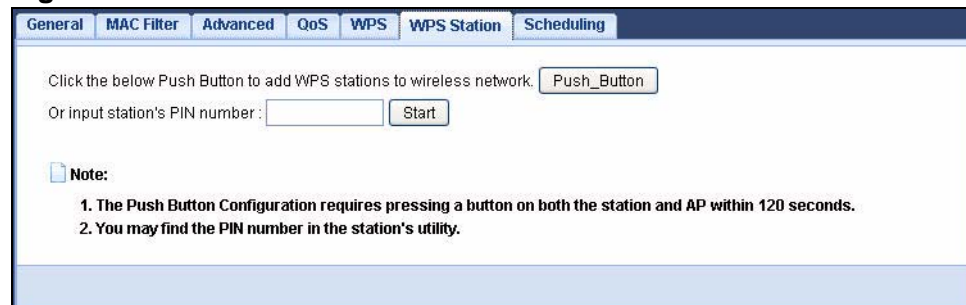 General MAC Filter Advanced QoS WPS WPS Station Scheduling
Click the below Push Button to add WPS stations to wireless network. Push_Button
Or input station's PIN number : Start
Note:
1. The Push Button Configuration requires pressing a button on both the station and AP within 120 seconds.
2. You may find the PIN number in the station's utility.